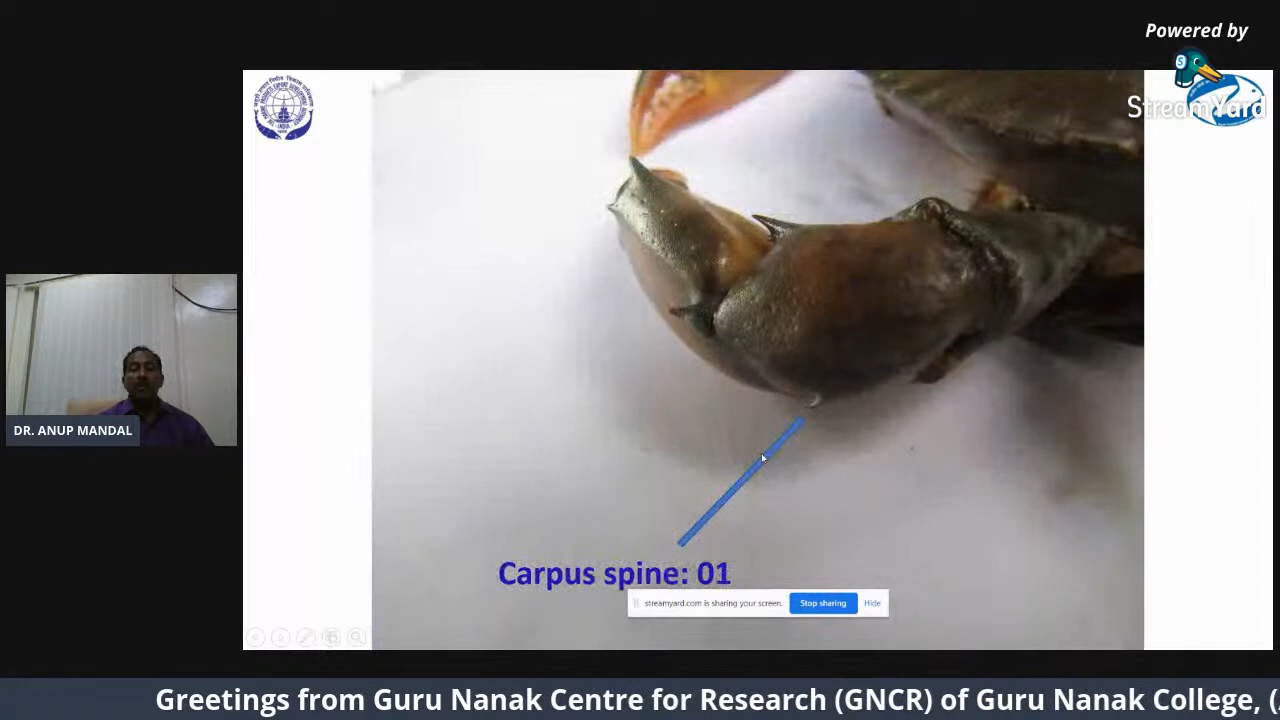 Powered by
StreamYard
DR. ANUP MANDAL
Carpus spine: 01
streamyard.com is sharing your screen.
Stop sharing
Hide
Greetings from Guru Nanak Centre for Research (GNCR) of Guru Nanak College, (